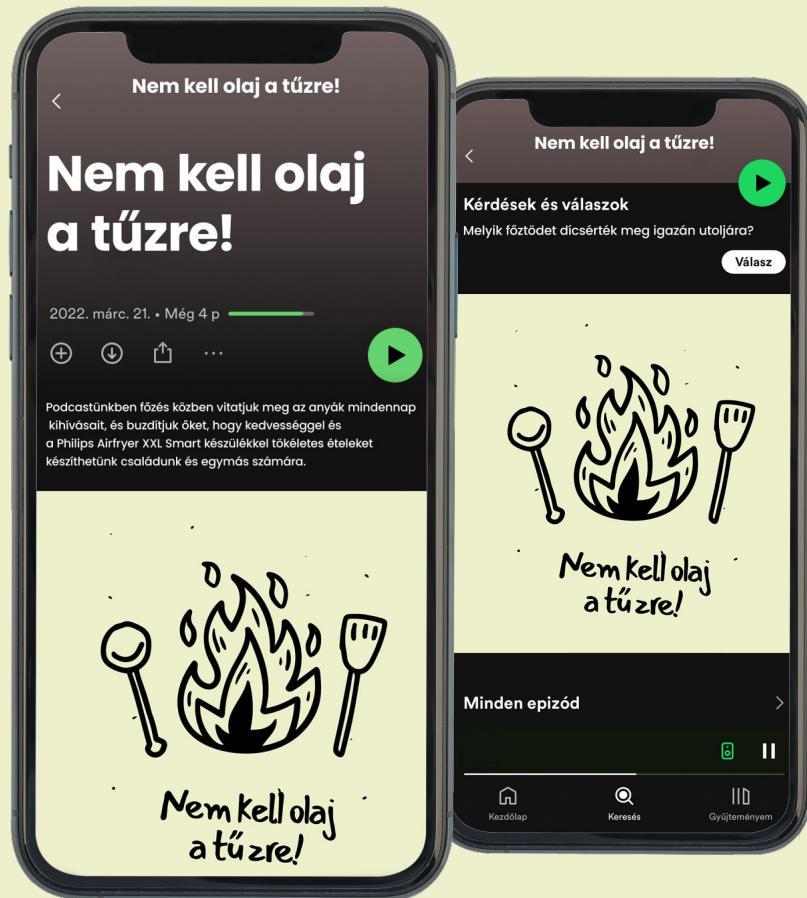 Nem kell olaj a tűzre!
Nem kell olaj
a tűzre!
2022. márc. 21. • Még 4 p
Podcastünkben főzés közben vitatjuk meg az anyák mindennap
kihívásait, és buzdítjuk őket, hogy kedvességgel és
a Philips Airfryer XXL Smart készülékkel tökéletes ételeket
készíthetünk családunk és egymás számára.
Nem kell olaj
a tűzre!
Nem kell olaj a tűzre!
Kérdések és válaszok
Melyik főztödet dícsérték meg igazán utoljára?
Válasz
Nem kell olaj
a tűzre!
Minden epizód
Kezdőlap
Keresés
Gyűjteményem